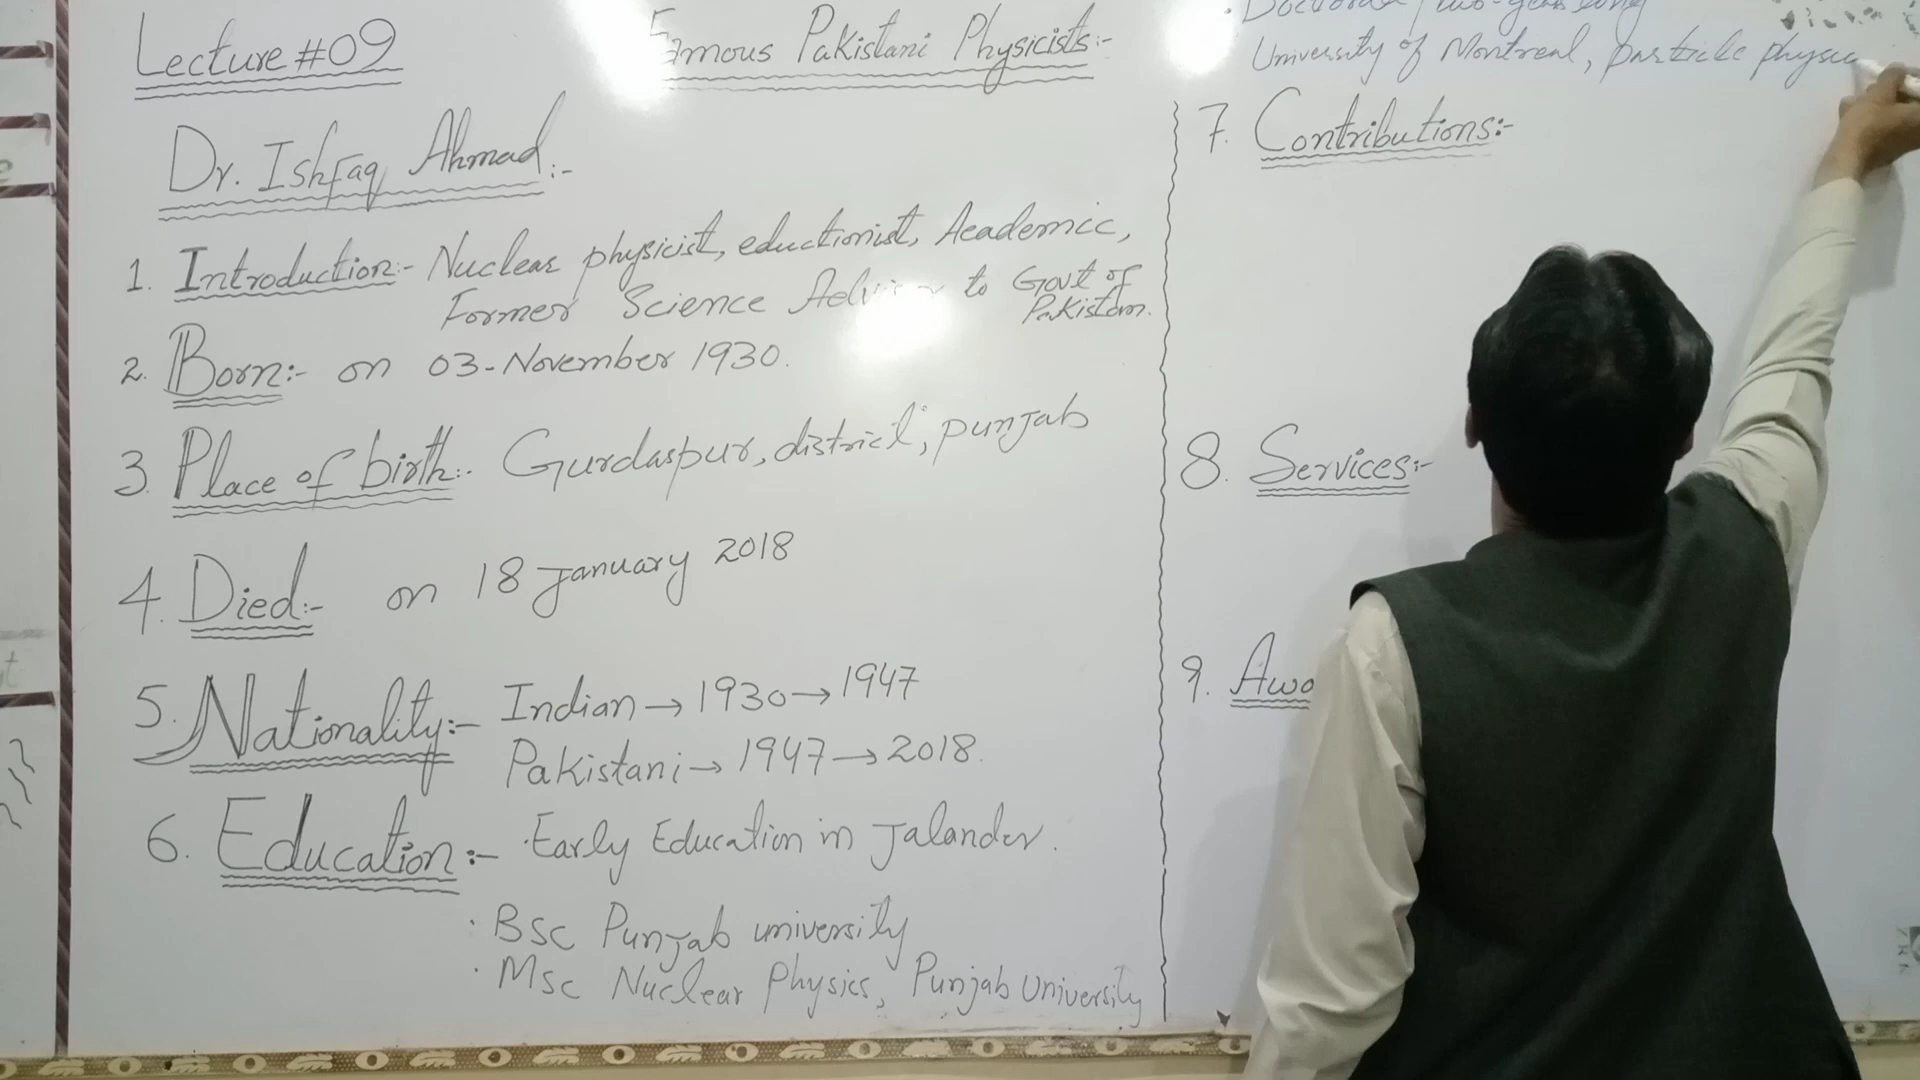 Lecture #09
Famous Pakistani Physicists:-
Dr. Ishfaq Ahmad:-
1. Introduction:- Nuclear physicist, eductionist, Academic,
Former Science to Govt of
Pakistan.
2. Born:- on 03-November 1930.
3. Place of birth:. Gurdaspur, district, punjab
4. Died:- on 18 January 2018
5. Nationality:- Indian → 1930 → 1947
Pakistani → 1947 → 2018.
6. Education:- ·Early Education in Jalander.
· BSc Punjab university
· MSc Nuclear Physics, Punjab University
University of Montreal, particle physic
7. Contributions:-
8. Services:-
9. Awa